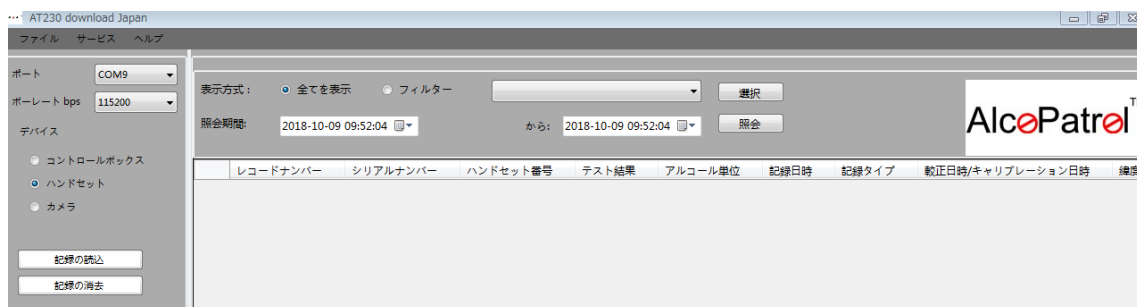 AT230 download Japan
ファイル サービス ヘルプ
ポート COM9
ボーレート bps 115200
デバイス
コントロールボックス
ハンドセット
カメラ
記録の読込
記録の消去
表示方式： 全てを表示 フィルター 選択
照会期間: 2018-10-09 09:52:04 から: 2018-10-09 09:52:04 照会
AlcoPatrol
レコードナンバー シリアルナンバー ハンドセット番号 テスト結果 アルコール単位 記録日時 記録タイプ 較正日時/キャリブレーション日時 緯度